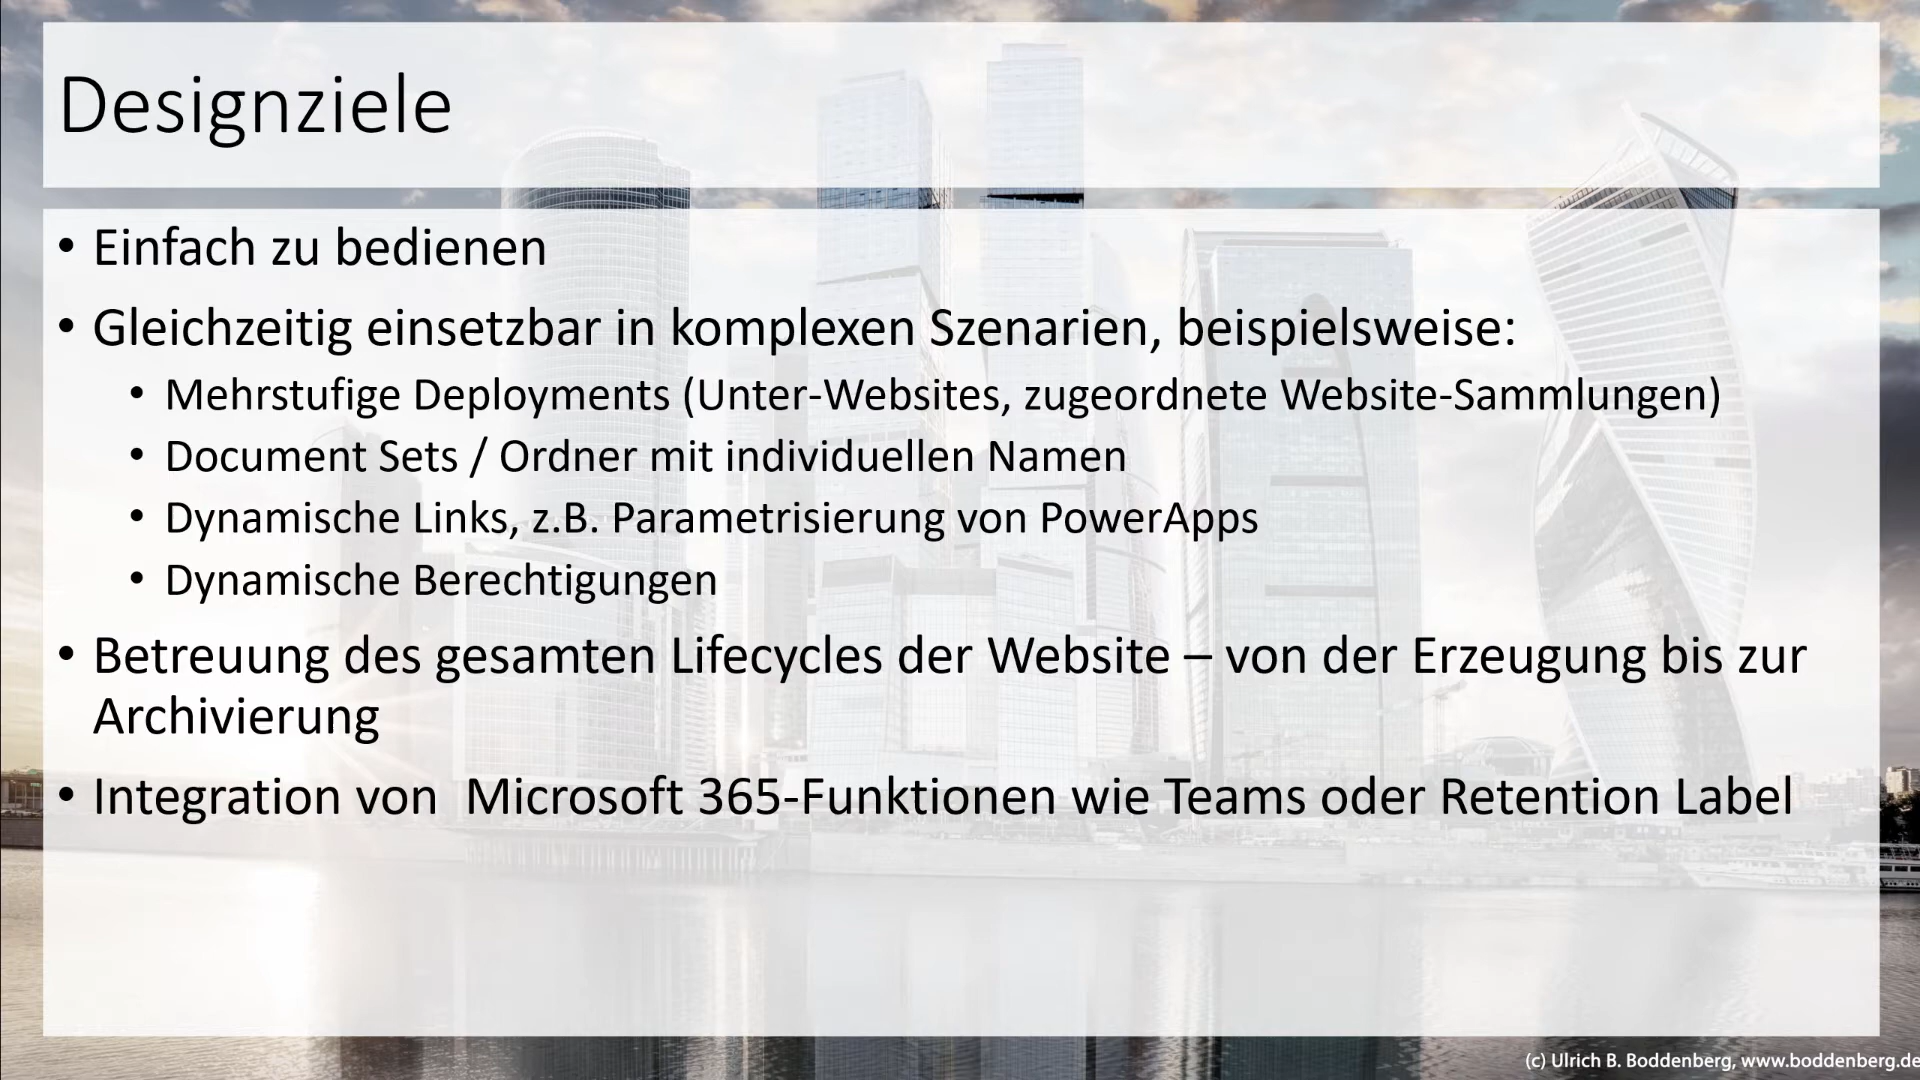 Designziele
• Einfach zu bedienen
• Gleichzeitig einsetzbar in komplexen Szenarien, beispielsweise:
• Mehrstufige Deployments (Unter-Websites, zugeordnete Website-Sammlungen)
• Document Sets / Ordner mit individuellen Namen
• Dynamische Links, z.B. Parametrisierung von PowerApps
• Dynamische Berechtigungen
• Betreuung des gesamten Lifecycles der Website – von der Erzeugung bis zur
Archivierung
• Integration von  Microsoft 365-Funktionen wie Teams oder Retention Label
(c) Ulrich B. Boddenberg, www.boddenberg.de